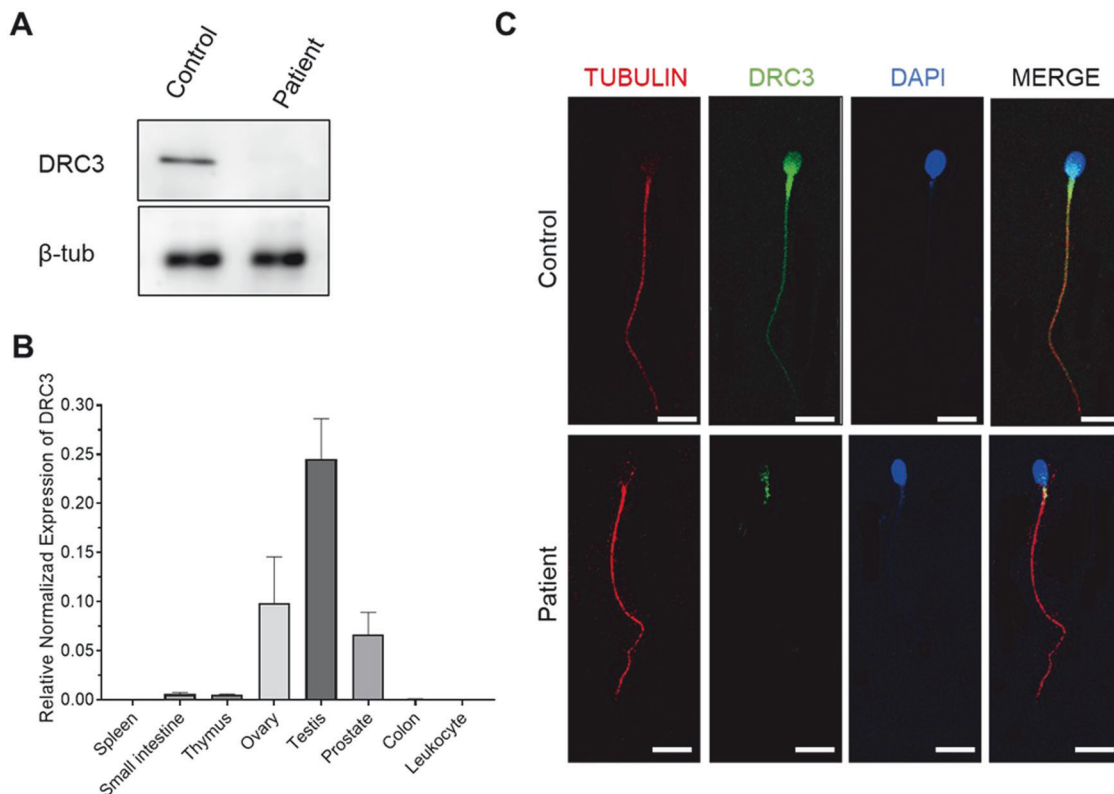 A
Control
Patient
DRC3
β-tub
B
Relative Normalizad Expression of DRC3
0.30
0.25
0.20
0.15
0.10
0.05
0.00
Spleen
Small intestine
Thymus
Ovary
Testis
Prostate
Colon
Leukocyte
C
TUBULIN
DRC3
DAPI
MERGE
Control
Patient